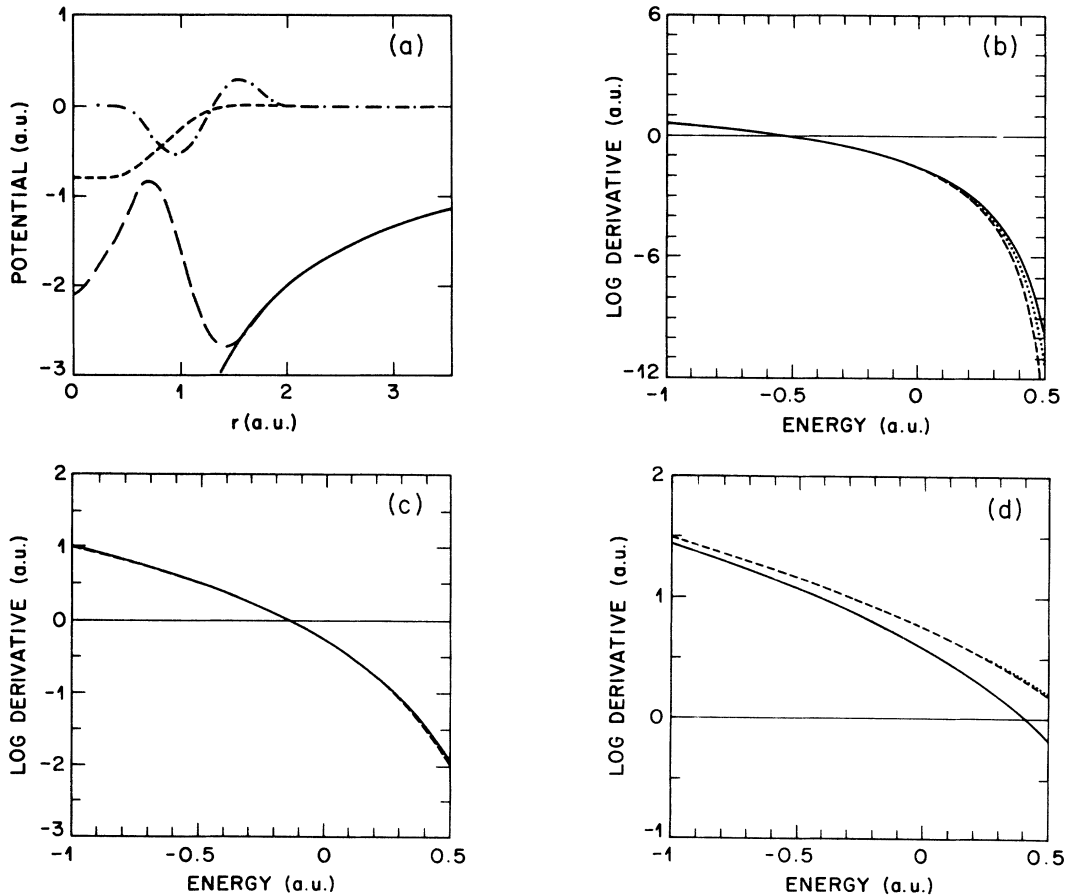 (a)
POTENTIAL (a.u.)
1
0
-1
-2
-3
0
1
2
3
r (a.u.)
(b)
LOG DERIVATIVE (a.u.)
6
0
-6
-12
-1
-0.5
0
0.5
ENERGY (a.u.)
(c)
LOG DERIVATIVE (a.u.)
2
1
0
-1
-2
-3
-1
-0.5
0
0.5
ENERGY (a.u.)
(d)
LOG DERIVATIVE (a.u.)
2
1
0
-1
-1
-0.5
0
0.5
ENERGY (a.u.)